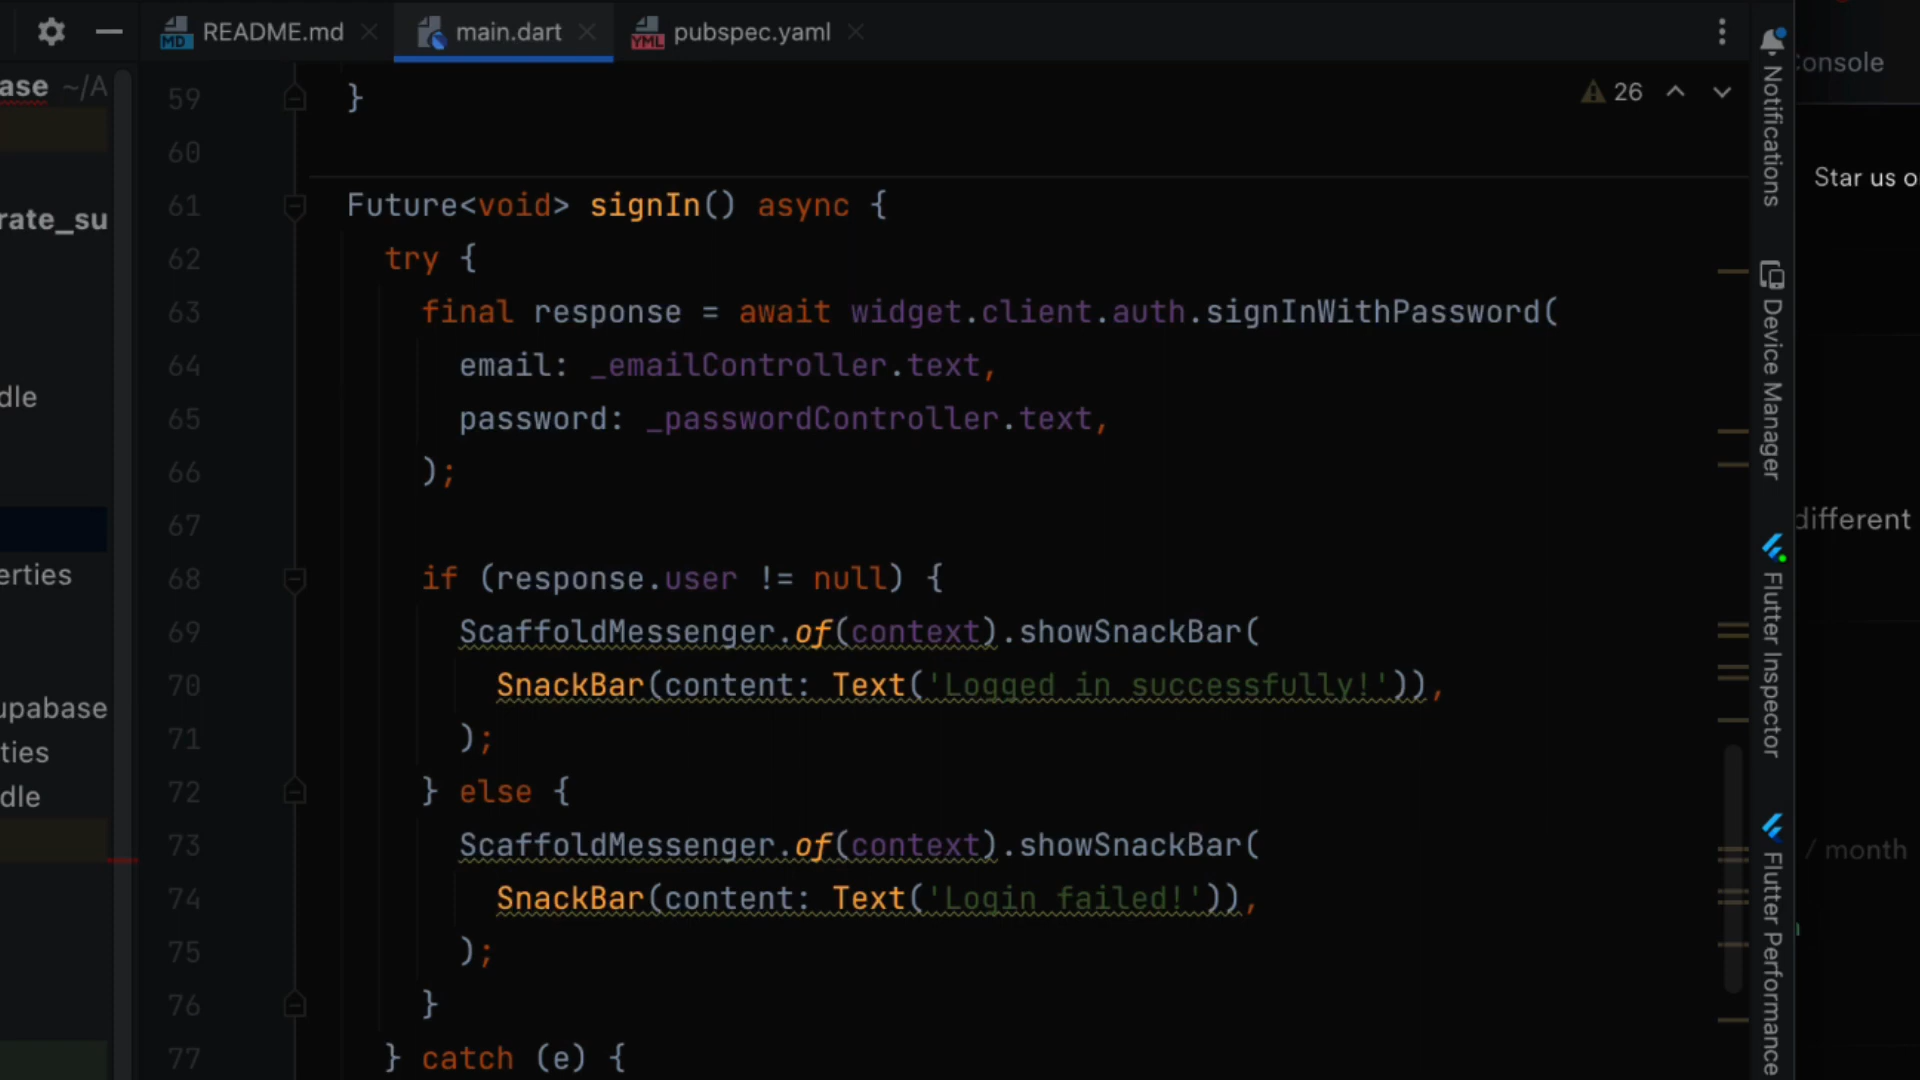 README.md
main.dart
pubspec.yaml
ase ~/A
rate_su
dle
erties
upabase
ties
dle
26
59 }
60
61 Future<void> signIn() async {
62 try {
63 final response = await widget.client.auth.signInWithPassword(
64 email: _emailController.text,
65 password: _passwordController.text,
66 );
67
68 if (response.user != null) {
69 ScaffoldMessenger.of(context).showSnackBar(
70 SnackBar(content: Text('Logged in successfully!')),
71 );
72 } else {
73 ScaffoldMessenger.of(context).showSnackBar(
74 SnackBar(content: Text('Login failed!')),
75 );
76 }
77 } catch (e) {
Notifications
Device Manager
Flutter Inspector
Flutter Performance
Console
Star us o
different
/ month